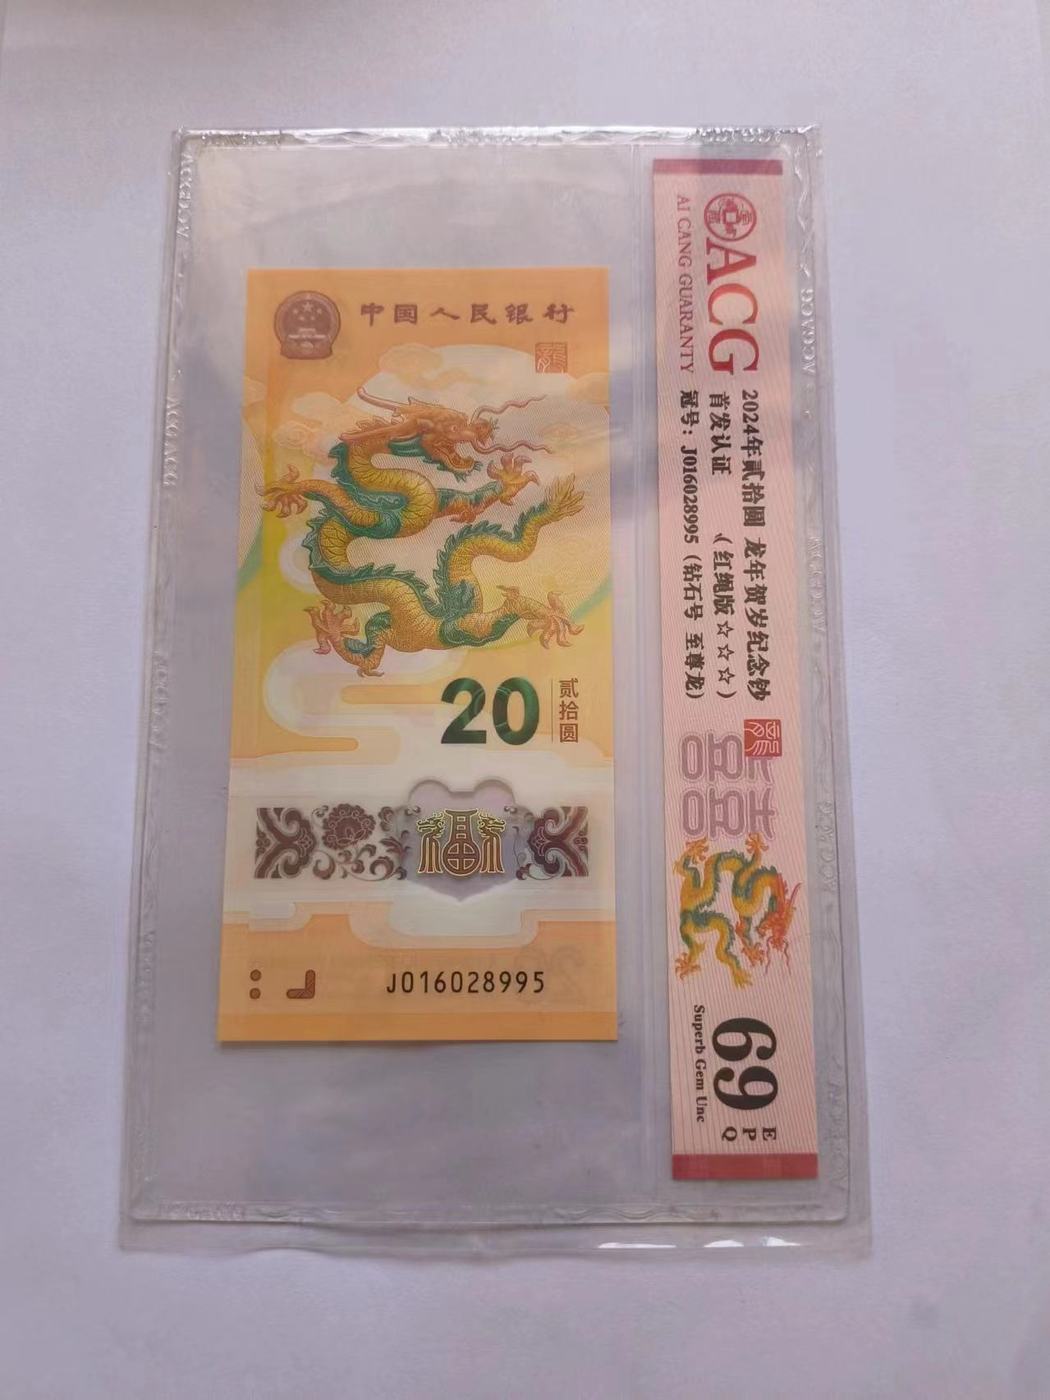 中国人民银行
20
贰拾圆
J016028995
ACG
AI CANG GUARANTY
2024年贰拾圆 龙年贺岁纪念钞
首发认证 (红绳版☆☆☆)
冠号: J016028995 (钻石号 至尊龙)
囍
69
EPQ
Superb Gem Unc